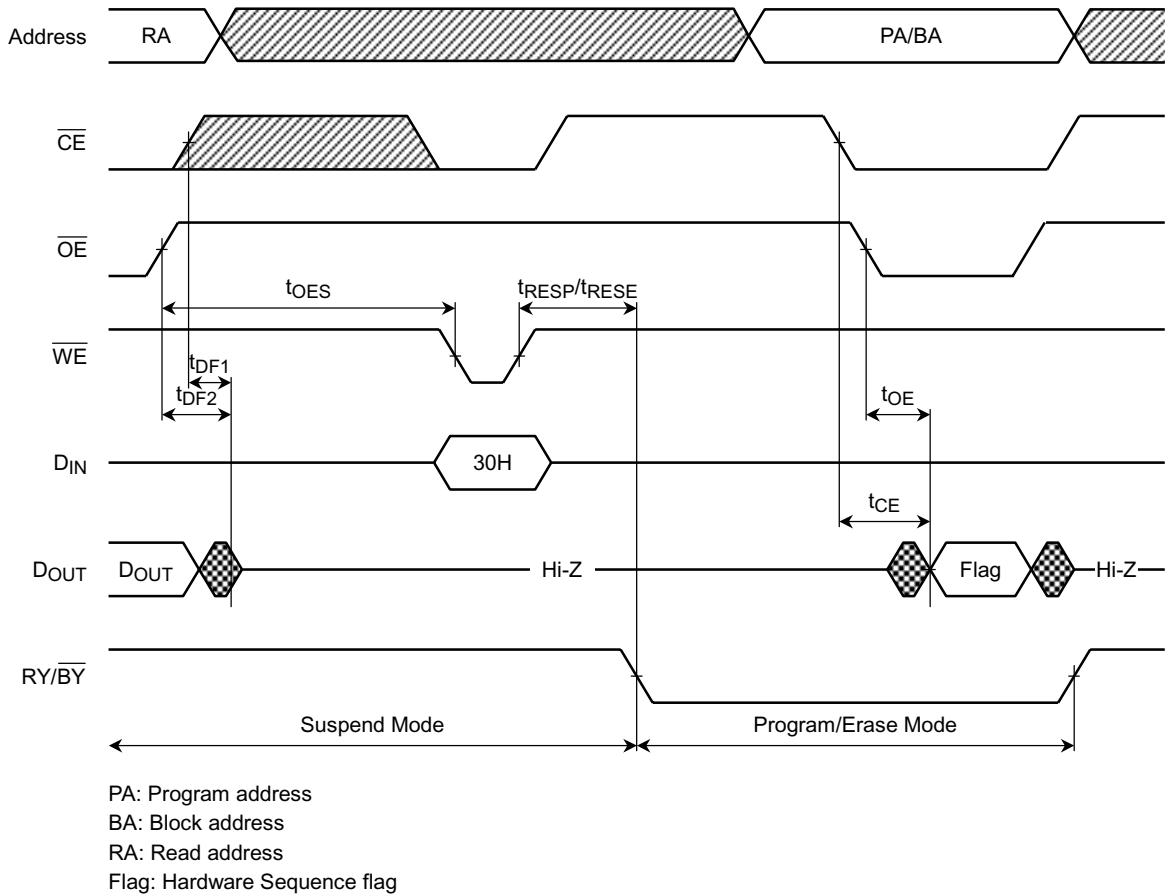 Address RA PA/BA
CE
OE
tOES tRESP/tRESE
WE
tDF1
tDF2 tOE
DIN 30H
tCE
DOUT DOUT Hi-Z Flag Hi-Z
RY/BY
Suspend Mode Program/Erase Mode
PA: Program address
BA: Block address
RA: Read address
Flag: Hardware Sequence flag